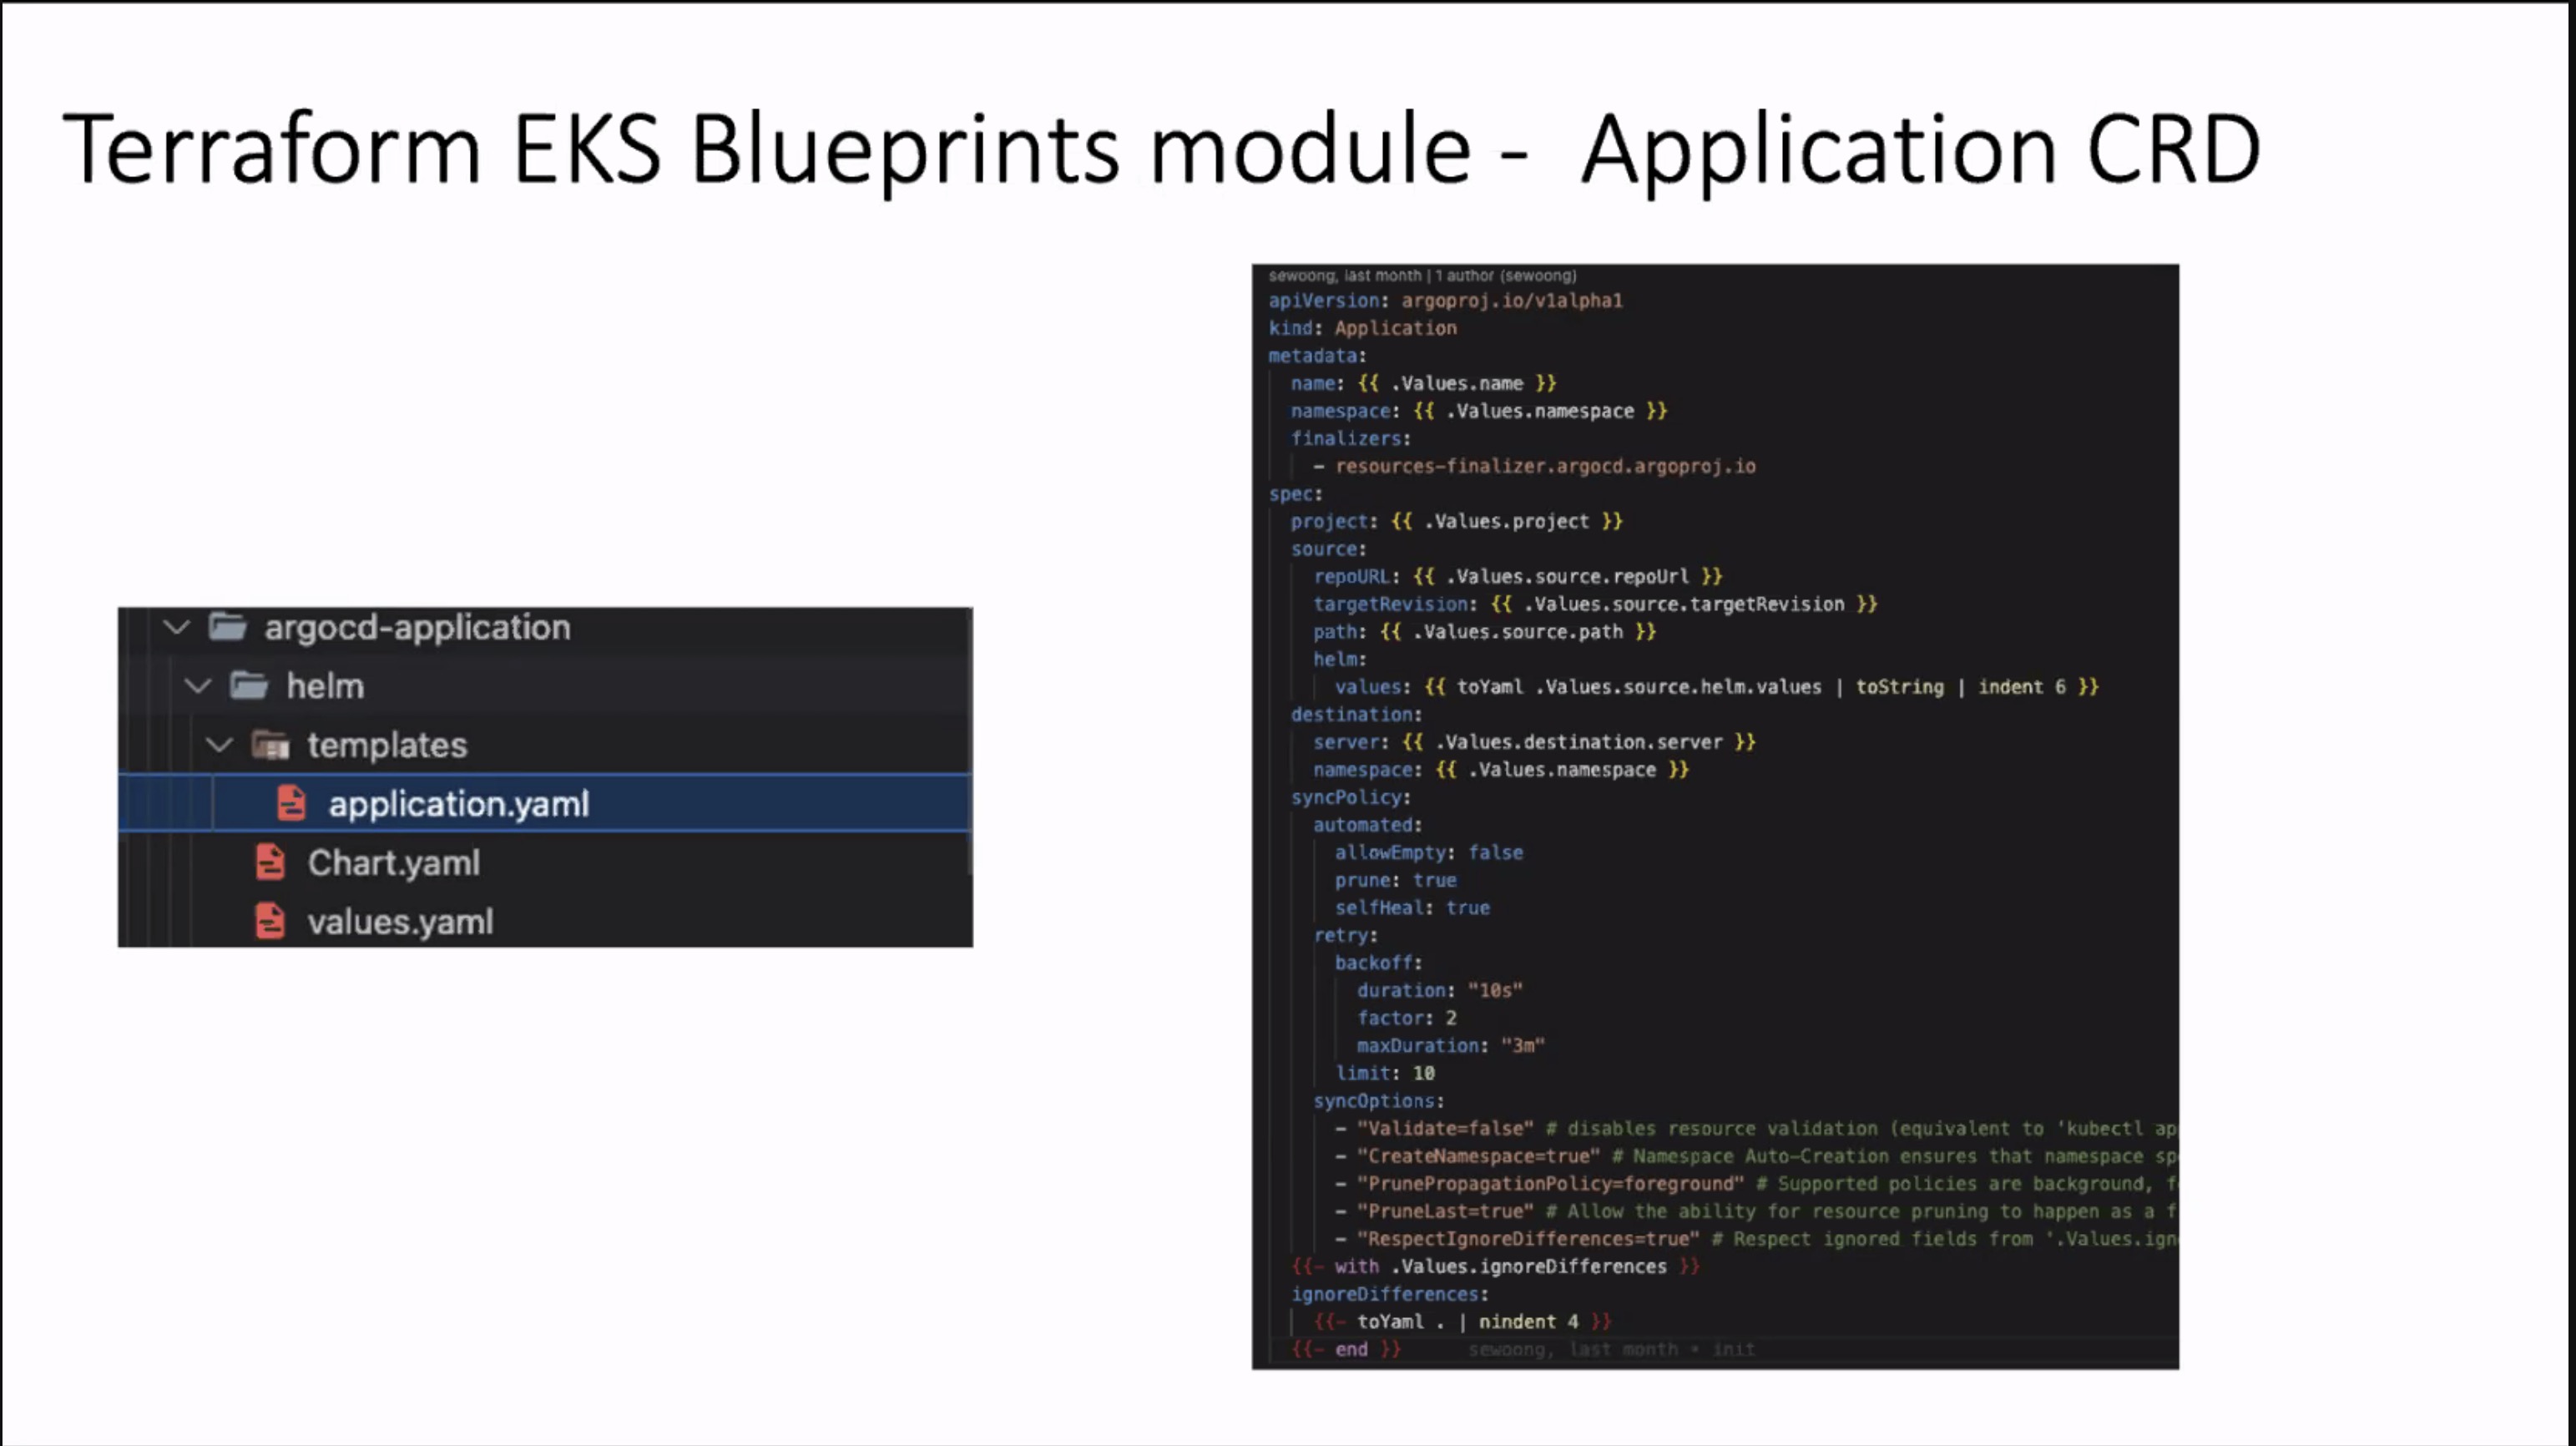 Terraform EKS Blueprints module - Application CRD
argocd-application
helm
templates
application.yaml
Chart.yaml
values.yaml
sewoong, last month | 1 author (sewoong)
apiVersion: argoproj.io/v1alpha1
kind: Application
metadata:
  name: {{ .Values.name }}
  namespace: {{ .Values.namespace }}
  finalizers:
    - resources-finalizer.argocd.argoproj.io
spec:
  project: {{ .Values.project }}
  source:
    repoURL: {{ .Values.source.repoUrl }}
    targetRevision: {{ .Values.source.targetRevision }}
    path: {{ .Values.source.path }}
    helm:
      values: {{ toYaml .Values.source.helm.values | toString | indent 6 }}
  destination:
    server: {{ .Values.destination.server }}
    namespace: {{ .Values.namespace }}
  syncPolicy:
    automated:
      allowEmpty: false
      prune: true
      selfHeal: true
    retry:
      backoff:
        duration: "10s"
        factor: 2
        maxDuration: "3m"
      limit: 10
    syncOptions:
      - "Validate=false" # disables resource validation (equivalent to 'kubectl ap
      - "CreateNamespace=true" # Namespace Auto-Creation ensures that namespace sp
      - "PrunePropagationPolicy=foreground" # Supported policies are background, f
      - "PruneLast=true" # Allow the ability for resource pruning to happen as a f
      - "RespectIgnoreDifferences=true" # Respect ignored fields from '.Values.ign
  {{- with .Values.ignoreDifferences }}
  ignoreDifferences:
    {{- toYaml . | nindent 4 }}
  {{- end }} sewoong, last month • init